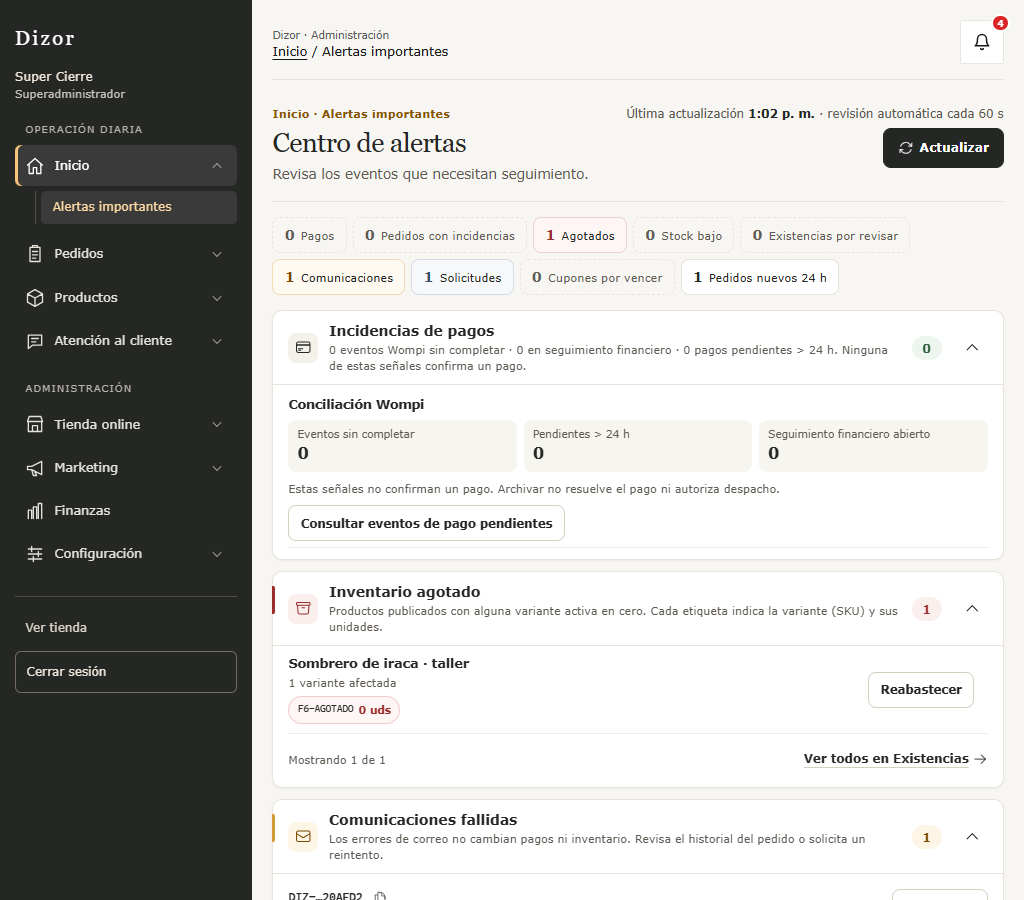 Dizor
Super Cierre
Superadministrador
OPERACIÓN DIARIA
Inicio
Alertas importantes
Pedidos
Productos
Atención al cliente
ADMINISTRACIÓN
Tienda online
Marketing
Finanzas
Configuración
Ver tienda
Cerrar sesión
Dizor · Administración
Inicio / Alertas importantes
4
Inicio · Alertas importantes
Centro de alertas
Revisa los eventos que necesitan seguimiento.
Última actualización 1:02 p. m. · revisión automática cada 60 s
Actualizar
0 Pagos
0 Pedidos con incidencias
1 Agotados
0 Stock bajo
0 Existencias por revisar
1 Comunicaciones
1 Solicitudes
0 Cupones por vencer
1 Pedidos nuevos 24 h
Incidencias de pagos
0 eventos Wompi sin completar · 0 en seguimiento financiero · 0 pagos pendientes > 24 h. Ninguna
de estas señales confirma un pago.
0
Conciliación Wompi
Eventos sin completar
0
Pendientes > 24 h
0
Seguimiento financiero abierto
0
Estas señales no confirman un pago. Archivar no resuelve el pago ni autoriza despacho.
Consultar eventos de pago pendientes
Inventario agotado
Productos publicados con alguna variante activa en cero. Cada etiqueta indica la variante (SKU) y sus
unidades.
1
Sombrero de iraca · taller
1 variante afectada
F6-AGOTADO 0 uds
Reabastecer
Mostrando 1 de 1
Ver todos en Existencias →
Comunicaciones fallidas
Los errores de correo no cambian pagos ni inventario. Revisa el historial del pedido o solicita un
reintento.
1
DIZ-…20AED2